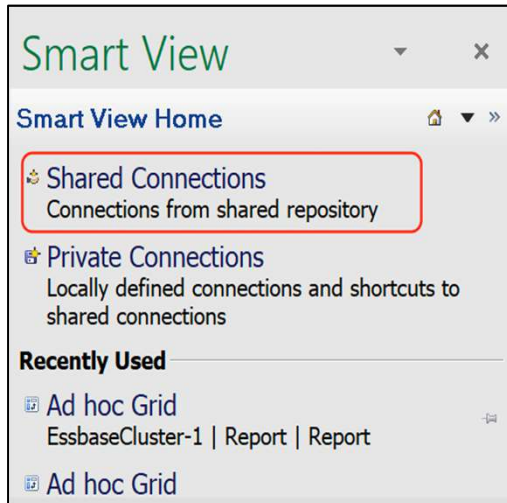 Smart View
Smart View Home
Shared Connections
Connections from shared repository
Private Connections
Locally defined connections and shortcuts to
shared connections
Recently Used
Ad hoc Grid
EssbaseCluster-1 | Report | Report
Ad hoc Grid